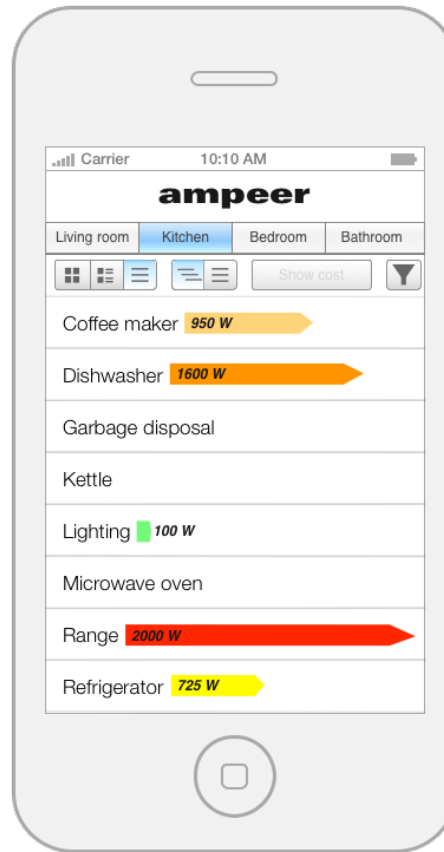 Carrier 10:10 AM
ampeer
Living room Kitchen Bedroom Bathroom
Show cost
Coffee maker 950 W
Dishwasher 1600 W
Garbage disposal
Kettle
Lighting 100 W
Microwave oven
Range 2000 W
Refrigerator 725 W